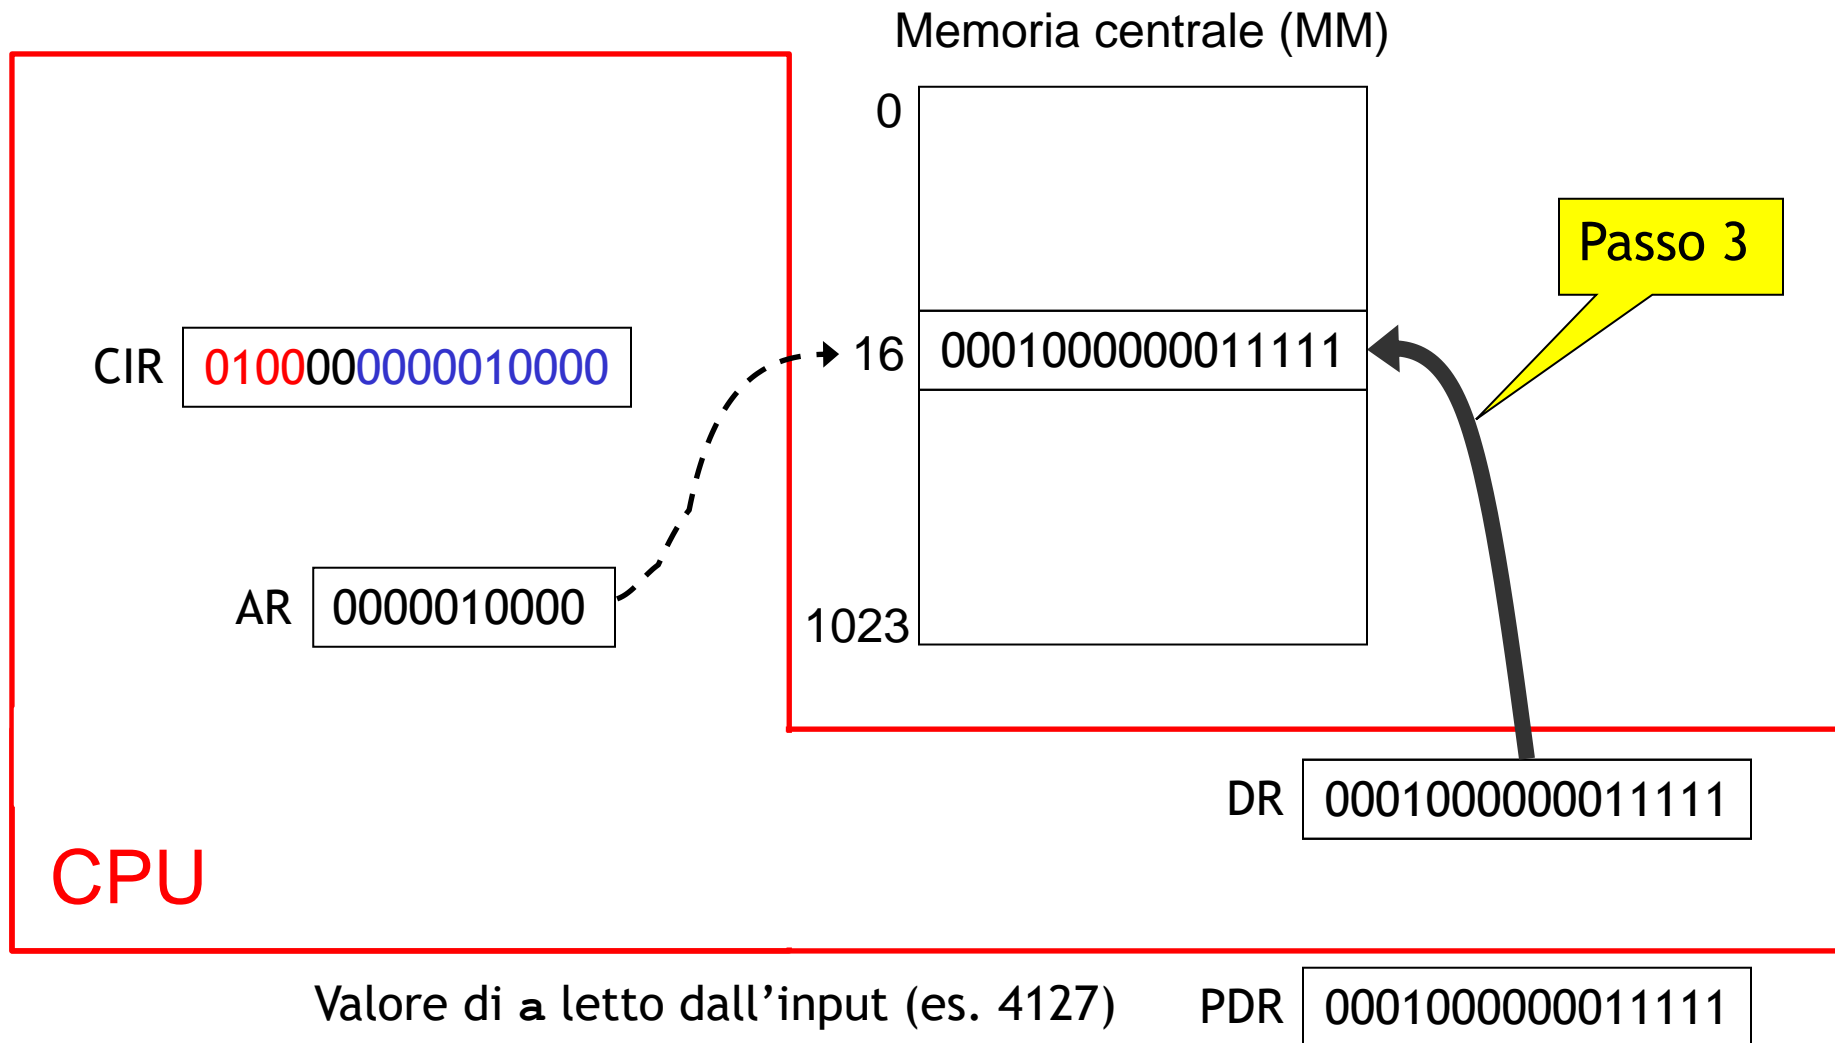 Memoria centrale (MM)
0
Passo 3
CIR 0100000000010000
16 0001000000011111
AR 0000010000
1023
DR 0001000000011111
CPU
Valore di a letto dall’input (es. 4127) PDR 0001000000011111